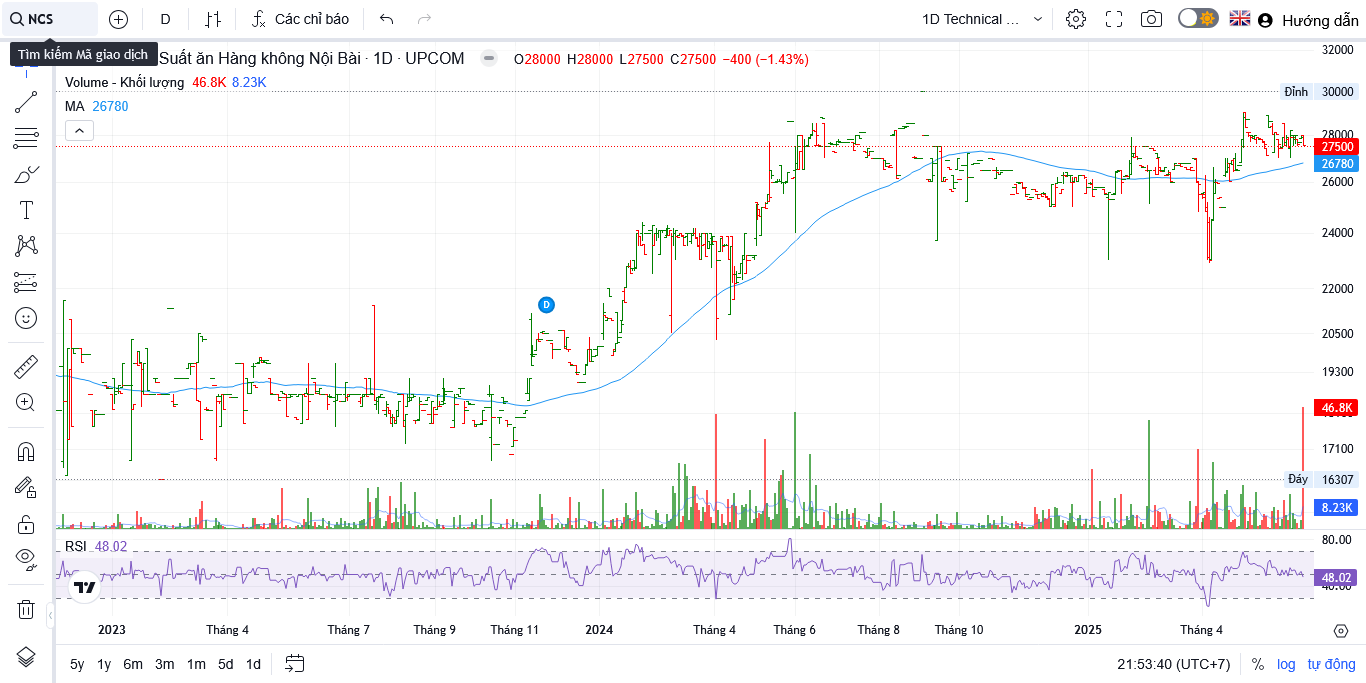 NCS
D
Các chỉ báo
1D Technical ...
Hướng dẫn
Tìm kiếm Mã giao dịch
Suất ăn Hàng không Nội Bài · 1D · UPCOM
O28000 H28000 L27500 C27500 −400 (−1.43%)
Volume - Khối lượng 46.8K 8.23K
MA 26780
32000
Đỉnh 30000
28000
27500
26780
26000
24000
D
22000
20500
19300
46.8K
17100
Đáy 16307
8.23K
RSI 48.02
80.00
48.02
40.00
2023 Tháng 4 Tháng 7 Tháng 9 Tháng 11 2024 Tháng 4 Tháng 6 Tháng 8 Tháng 10 2025 Tháng 4
5y 1y 6m 3m 1m 5d 1d
21:53:40 (UTC+7) % log tự động